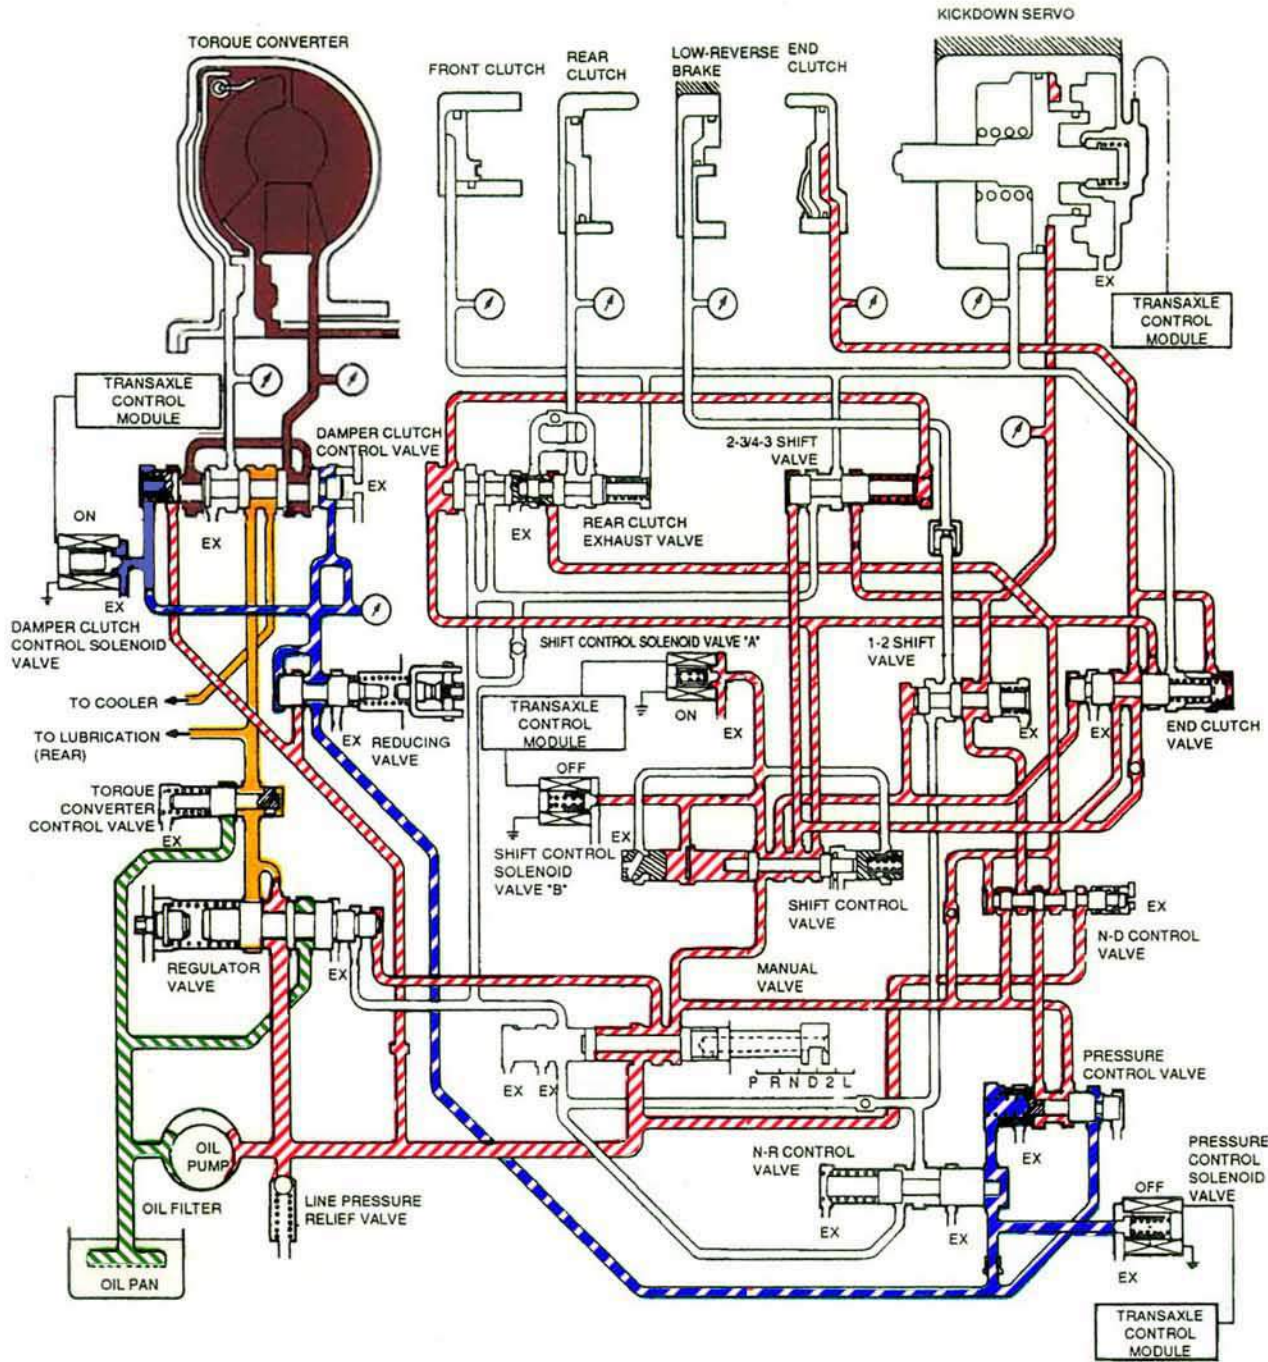 KICKDOWN SERVO
TORQUE CONVERTER
FRONT CLUTCH
REAR
CLUTCH
LOW-REVERSE
BRAKE
END
CLUTCH
EX
TRANSAXLE
CONTROL
MODULE
TRANSAXLE
CONTROL
MODULE
DAMPER CLUTCH
CONTROL VALVE
EX
2-3/4-3 SHIFT
VALVE
ON
EX
EX
REAR CLUTCH
EXHAUST VALVE
EX
DAMPER CLUTCH
CONTROL SOLENOID
VALVE
SHIFT CONTROL SOLENOID VALVE "A"
1-2 SHIFT
VALVE
TO COOLER
TRANSAXLE
CONTROL
MODULE
ON
EX
TO LUBRICATION
(REAR)
EX
REDUCING
VALVE
EX
EX
END CLUTCH
VALVE
TORQUE
CONVERTER
CONTROL VALVE
EX
OFF
SHIFT CONTROL
SOLENOID
VALVE "B"
EX
SHIFT CONTROL
VALVE
EX
N-D CONTROL
VALVE
REGULATOR
VALVE
EX
MANUAL
VALVE
EX
EX
P R N D 2 L
PRESSURE
CONTROL VALVE
OIL
PUMP
N-R CONTROL
VALVE
EX
PRESSURE
CONTROL
SOLENOID
VALVE
OIL FILTER
LINE PRESSURE
RELIEF VALVE
EX
EX
OFF
EX
OIL PAN
TRANSAXLE
CONTROL
MODULE